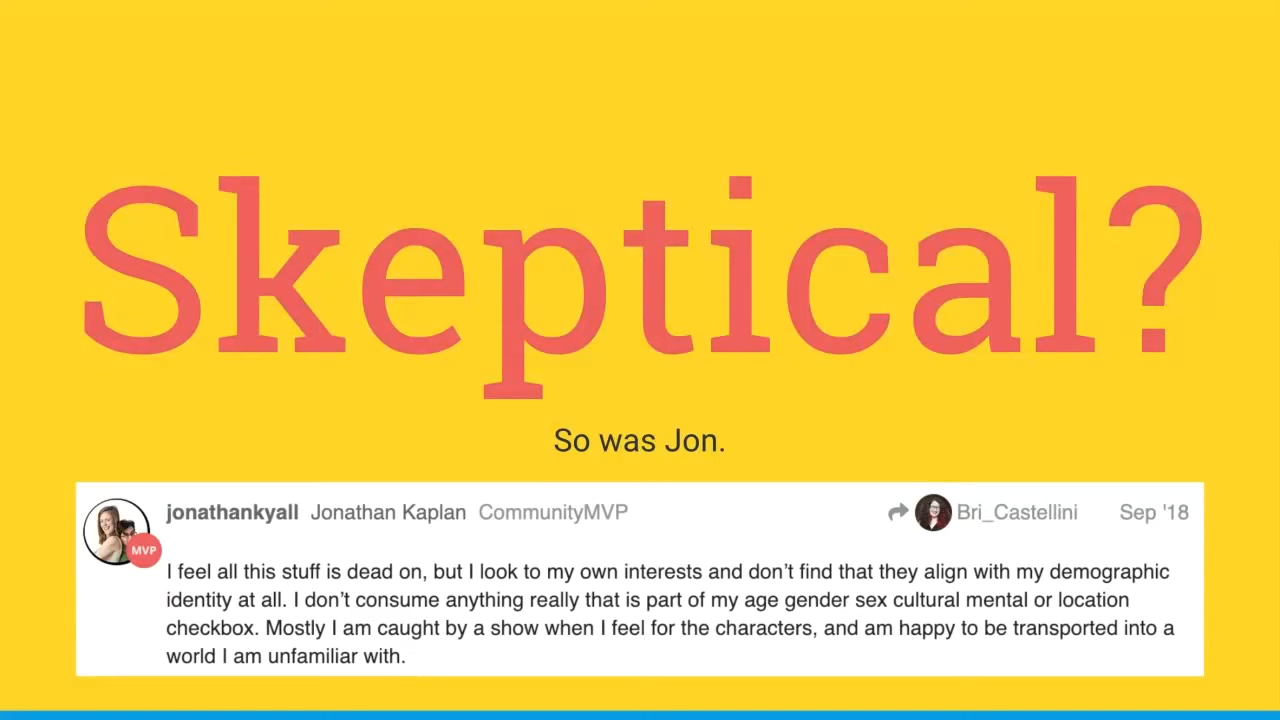 Skeptical?
So was Jon.
jonathankyall Jonathan Kaplan CommunityMVP Bri_Castellini Sep '18
MVP
I feel all this stuff is dead on, but I look to my own interests and don’t find that they align with my demographic
identity at all. I don’t consume anything really that is part of my age gender sex cultural mental or location
checkbox. Mostly I am caught by a show when I feel for the characters, and am happy to be transported into a
world I am unfamiliar with.